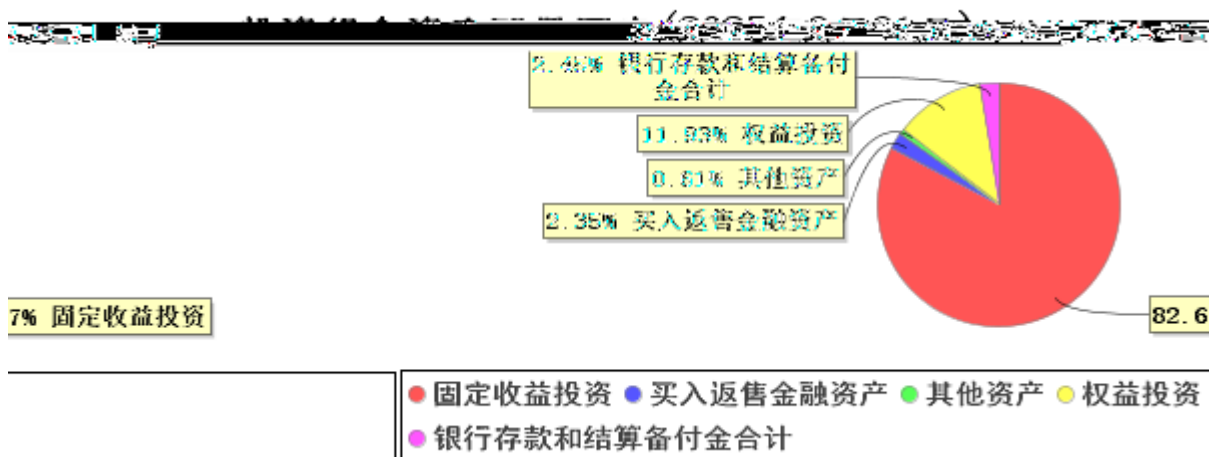 2.45% 银行存款和结算备付
金合计
11.93% 权益投资
0.81% 其他资产
2.35% 买入返售金融资产
7% 固定收益投资
82.6
固定收益投资 买入返售金融资产 其他资产 权益投资
银行存款和结算备付金合计